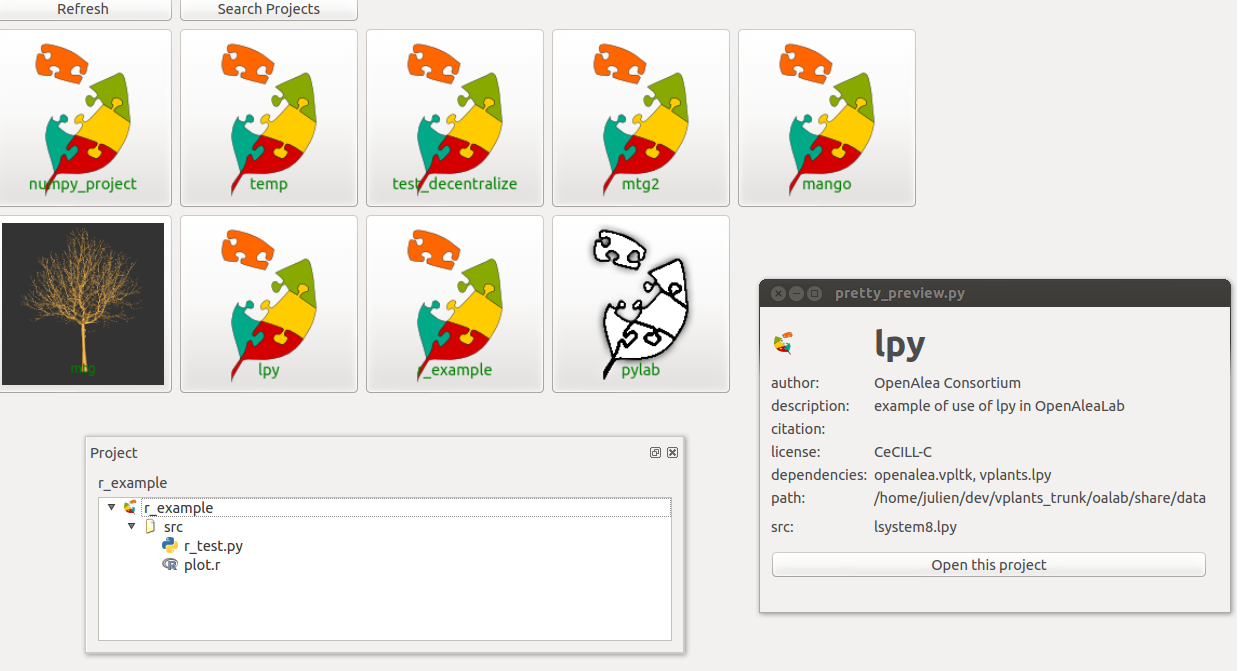 Refresh
Search Projects
numpy_project
temp
test_decentralize
mtg2
mango
lpy
r_example
pylab
pretty_preview.py
lpy
author: OpenAlea Consortium
description: example of use of lpy in OpenAleaLab
citation:
license: CeCILL-C
dependencies: openalea.vpltk, vplants.lpy
path: /home/julien/dev/vplants_trunk/oalab/share/data
src: lsystem8.lpy
Open this project
Project
r_example
r_example
src
r_test.py
plot.r